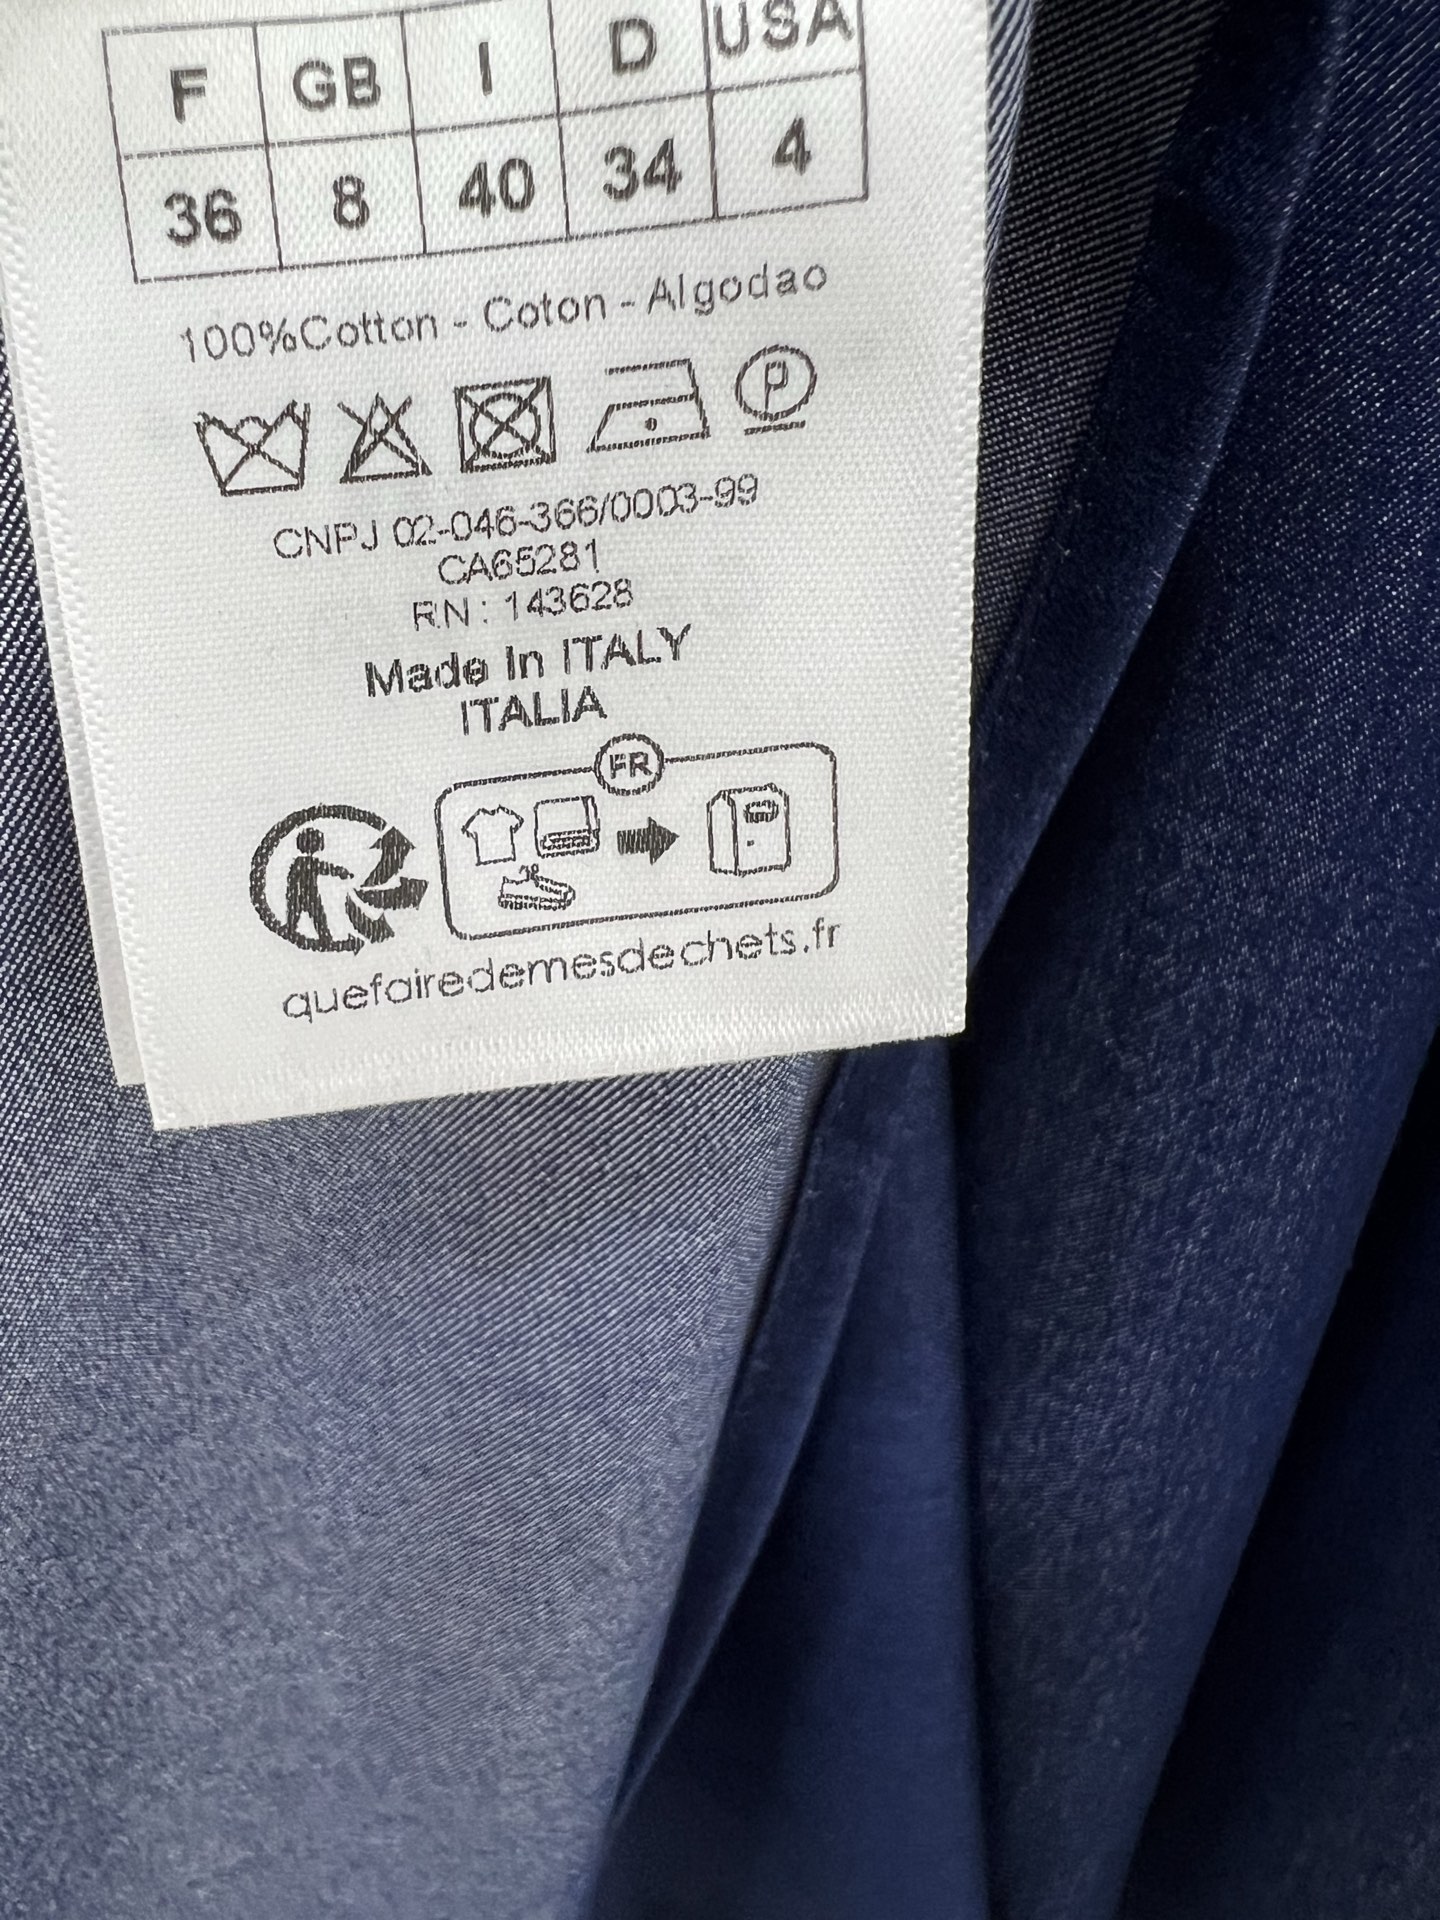 F GB I D USA
36 8 40 34 4
100%Cotton - Coton - Algodao
P
CNPJ 02-046-366/0003-99
CA65281
RN : 143628
Made In ITALY
ITALIA
FR
quefairedemesdechets.fr